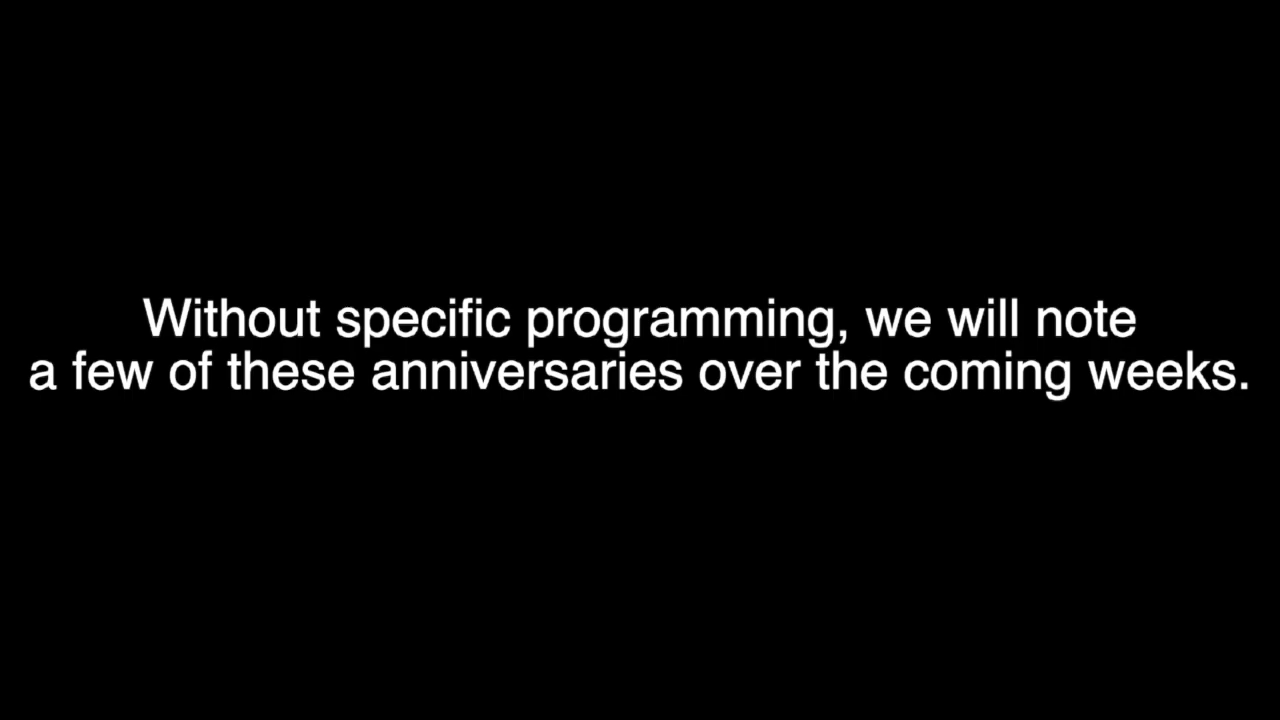 Without specific programming, we will note
a few of these anniversaries over the coming weeks.